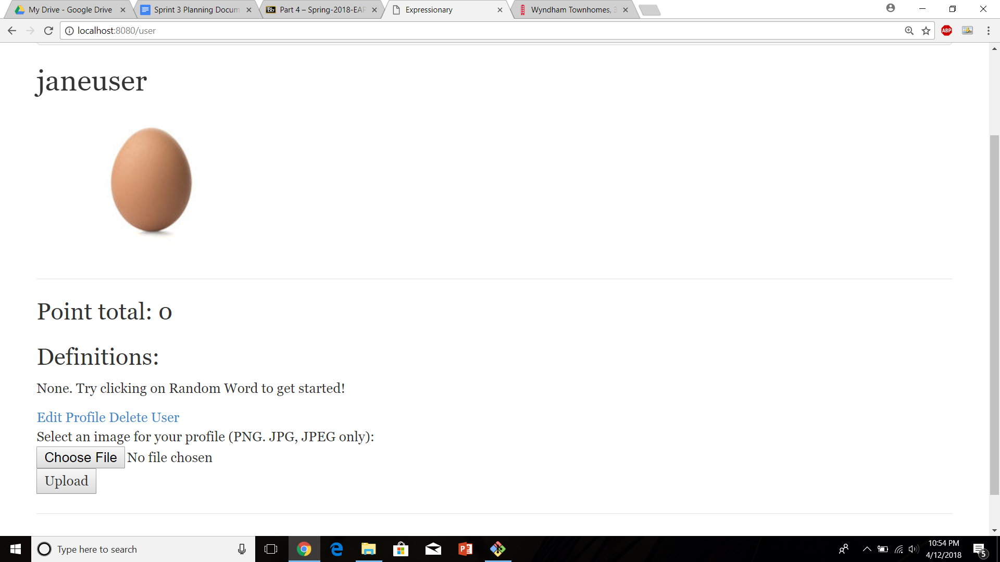 My Drive - Google Drive
Sprint 3 Planning Docum
Part 4 – Spring-2018-EAP
Expressionary
Wyndham Townhomes, 3
localhost:8080/user
ABP
janeuser
Point total: 0
Definitions:
None. Try clicking on Random Word to get started!
Edit Profile Delete User
Select an image for your profile (PNG. JPG, JPEG only):
Choose File No file chosen
Upload
Type here to search
10:54 PM
4/12/2018
5